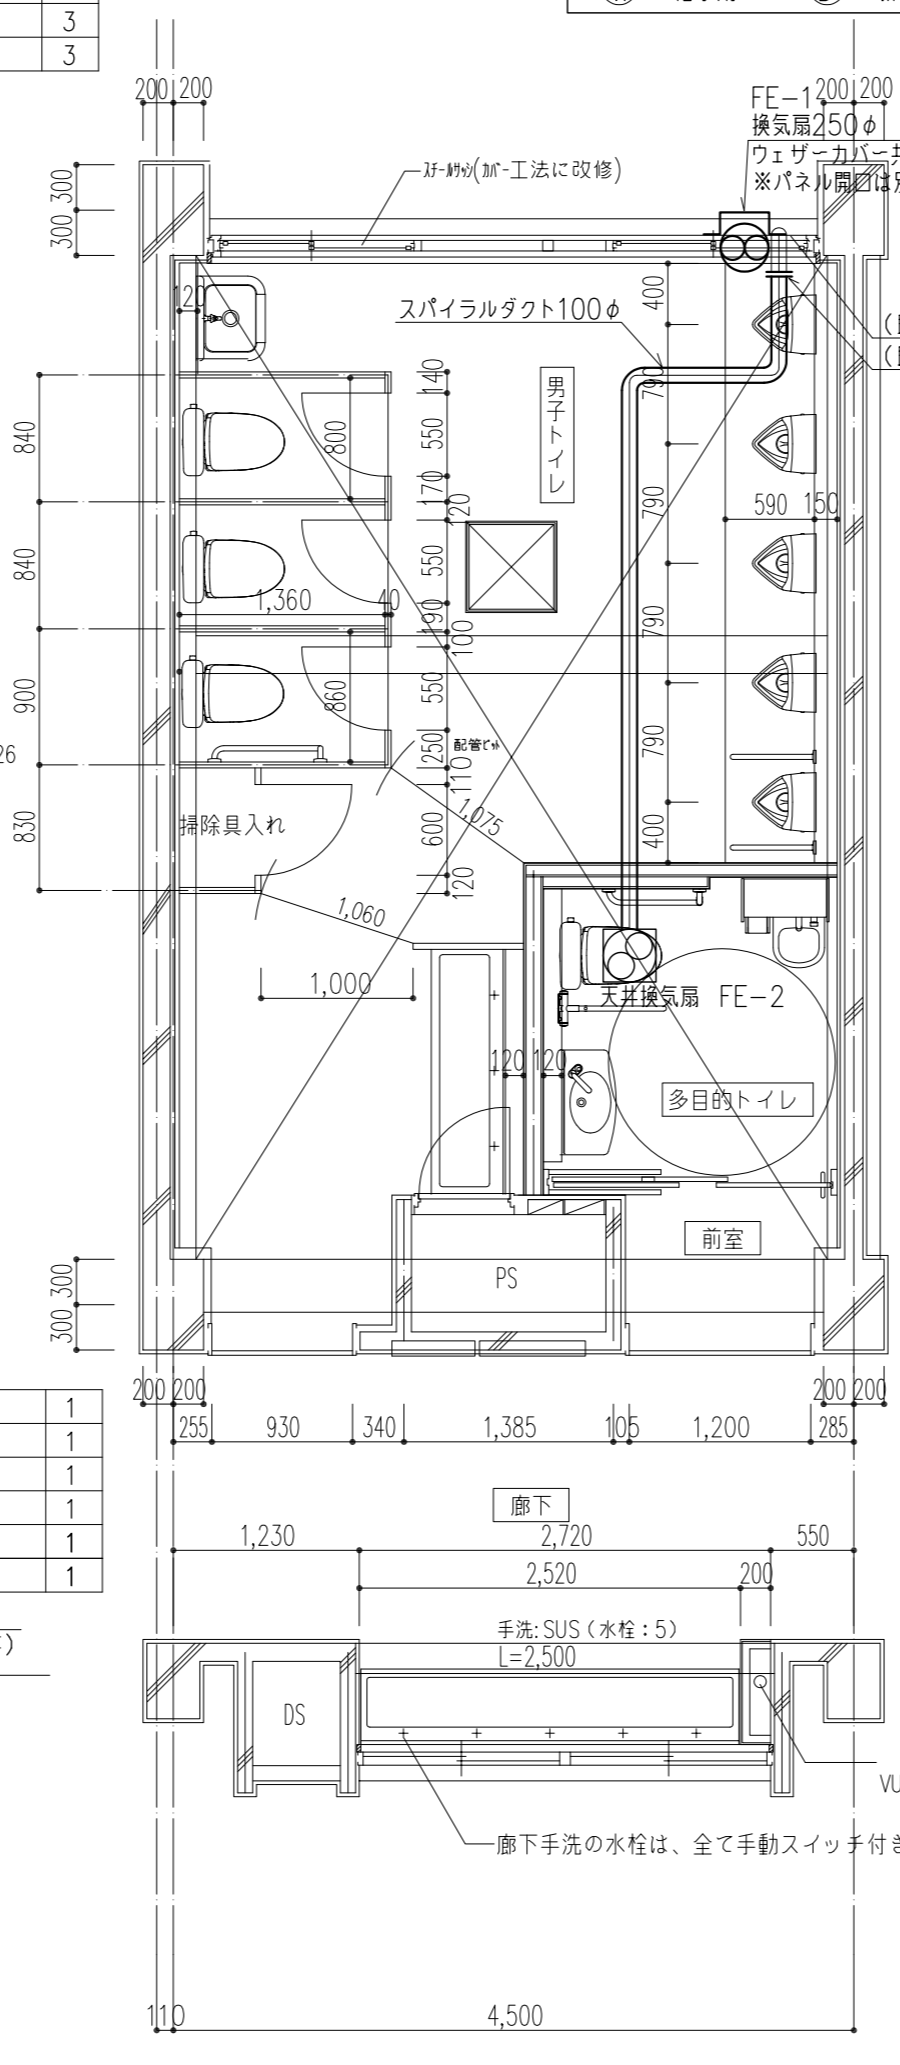 3
3
200 200
FE-1
200 200
換気扇250φ
ウェザーカバー共
※パネル開口は別
300 300
ｽﾁｰﾙｻｯｼ(ｶﾊﾞｰ工法に改修)
120
スパイラルダクト100φ
400
男子トイレ
790
140
840
800
550
170
120
790
590 150
840
550
1,360 40
190
100
790
900
860
550
26
250
配管ﾋﾟｯﾄ
110
790
掃除具入れ
830
600
1,075
400
120
1,060
1,000
天井換気扇 FE-2
120 120
多目的トイレ
前室
PS
300 300
200 200
200 200
255 930 340 1,385 105 1,200 285
1
1
1
1
1
1
廊下
1,230 2,720 550
2,520 200
手洗:SUS（水栓：5）
L=2,500
DS
VU
廊下手洗の水栓は、全て手動スイッチ付き
110 4,500